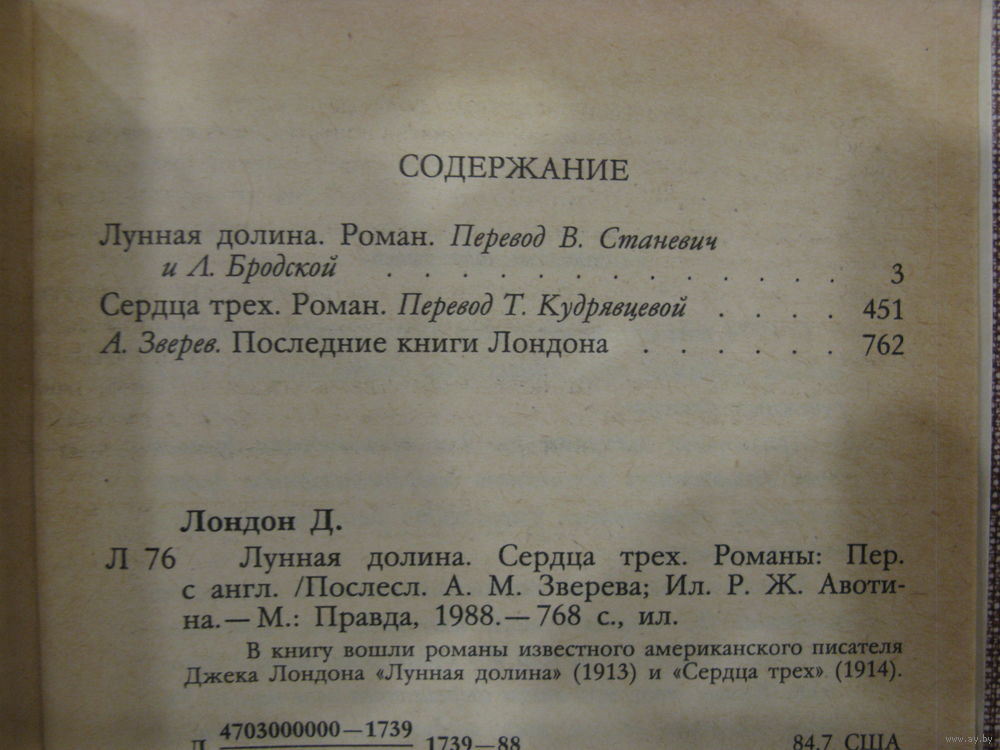 СОДЕРЖАНИЕ
Лунная долина. Роман. Перевод В. Станевич
и Л. Бродской . . . . . . . . . . . . . 3
Сердца трех. Роман. Перевод Т. Кудрявцевой . . . . 451
А. Зверев. Последние книги Лондона . . . . . . 762
Лондон Д.
Л 76 Лунная долина. Сердца трех. Романы: Пер.
с англ. /Послесл. А. М. Зверева; Ил. Р. Ж. Авоти-
на.— М.: Правда, 1988.— 768 с., ил.
В книгу вошли романы известного американского писателя
Джека Лондона «Лунная долина» (1913) и «Сердца трех» (1914).
4703000000—1739
Л 1739—88 84.7 США
www.ay.by